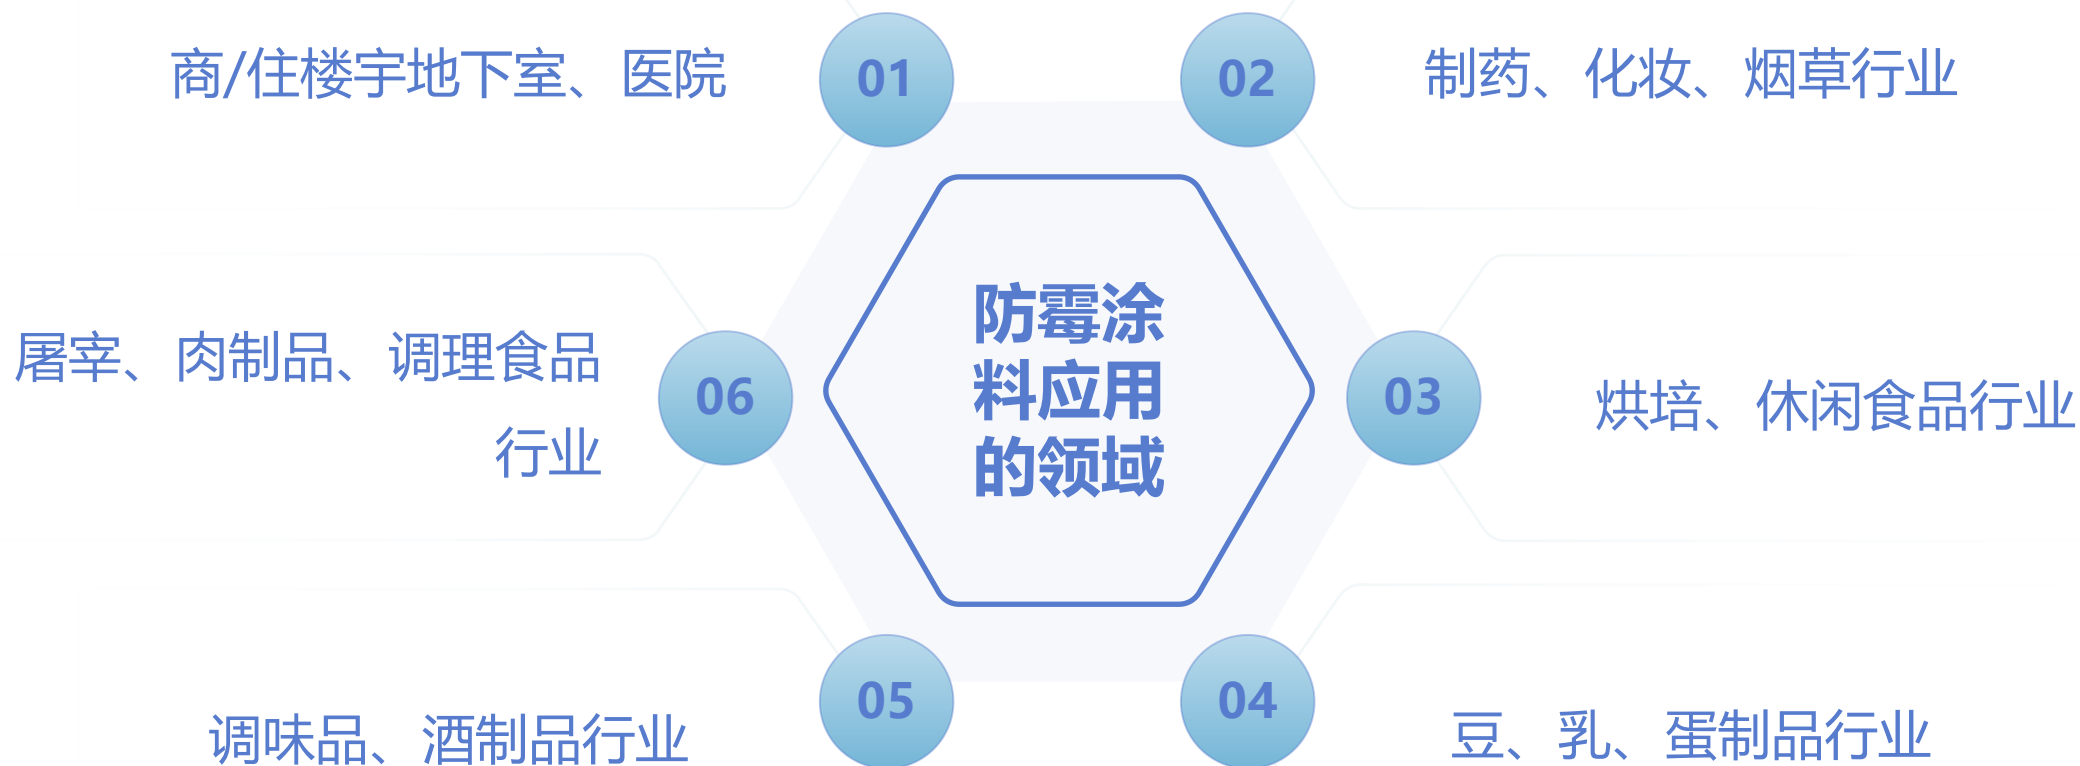 商/住楼宇地下室、医院
01
02
制药、化妆、烟草行业
防霉涂
料应用
的领域
屠宰、肉制品、调理食品
行业
06
03
烘培、休闲食品行业
调味品、酒制品行业
05
04
豆、乳、蛋制品行业